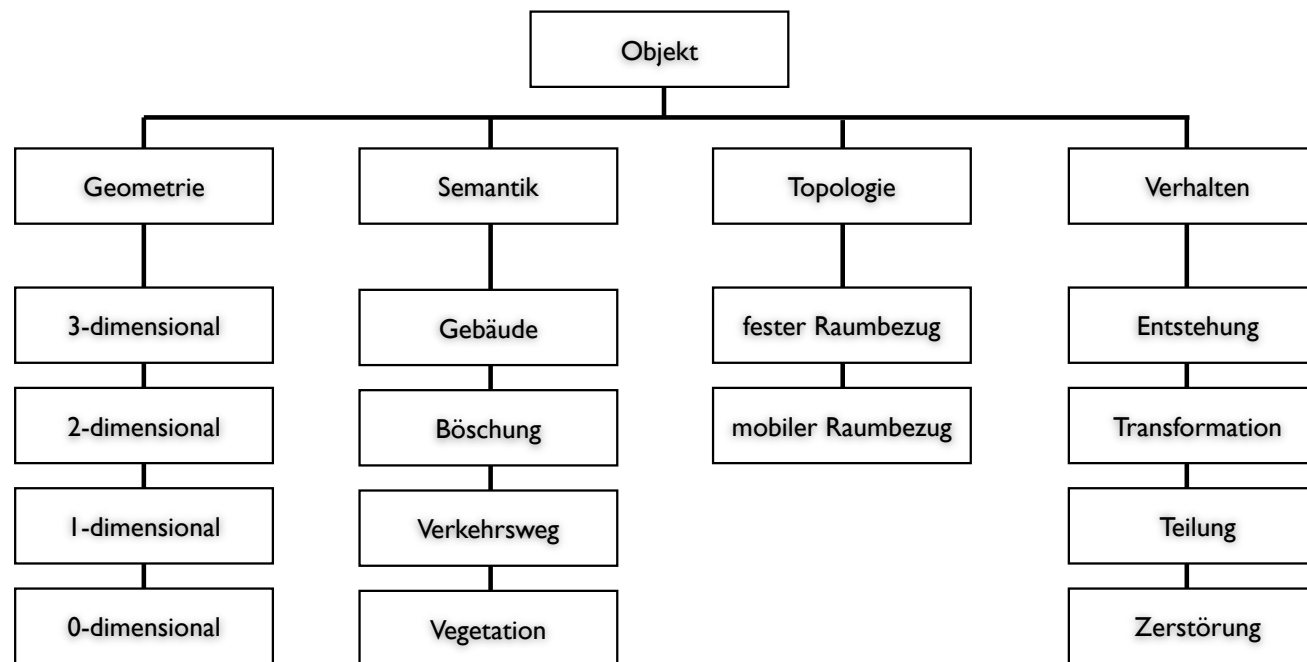 Objekt
Geometrie
Semantik
Topologie
Verhalten
3-dimensional
Gebäude
fester Raumbezug
Entstehung
2-dimensional
Böschung
mobiler Raumbezug
Transformation
1-dimensional
Verkehrsweg
Teilung
0-dimensional
Vegetation
Zerstörung